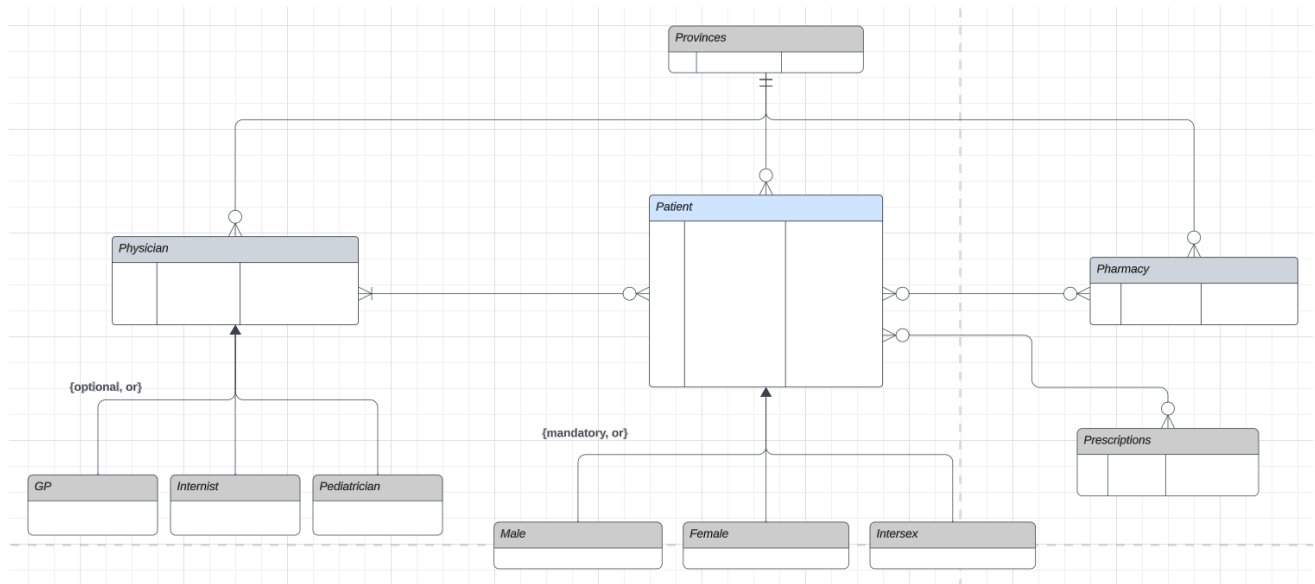 Provinces
Patient
Physician
Pharmacy
{optional, or}
{mandatory, or}
Prescriptions
GP
Internist
Pediatrician
Male
Female
Intersex